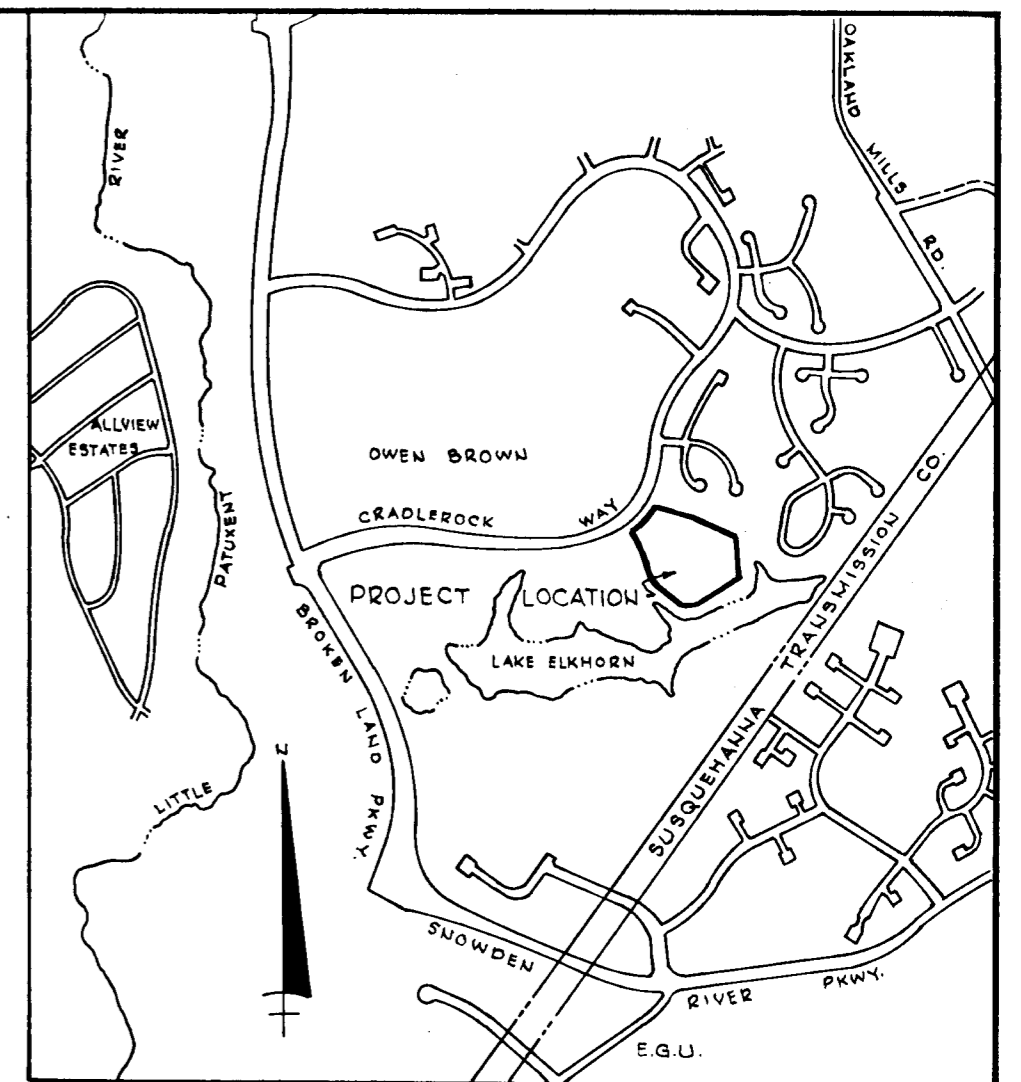 OAKLAND MILLS RD.
RIVER
ALLVIEW
ESTATES
OWEN BROWN
CRADLEROCK WAY
PATUXENT
SUSQUEHANNA TRANSMISSION CO.
PROJECT LOCATION
BROKEN LAND PKWY.
LAKE ELKHORN
N
LITTLE
SNOWDEN RIVER PKWY.
E.G.U.